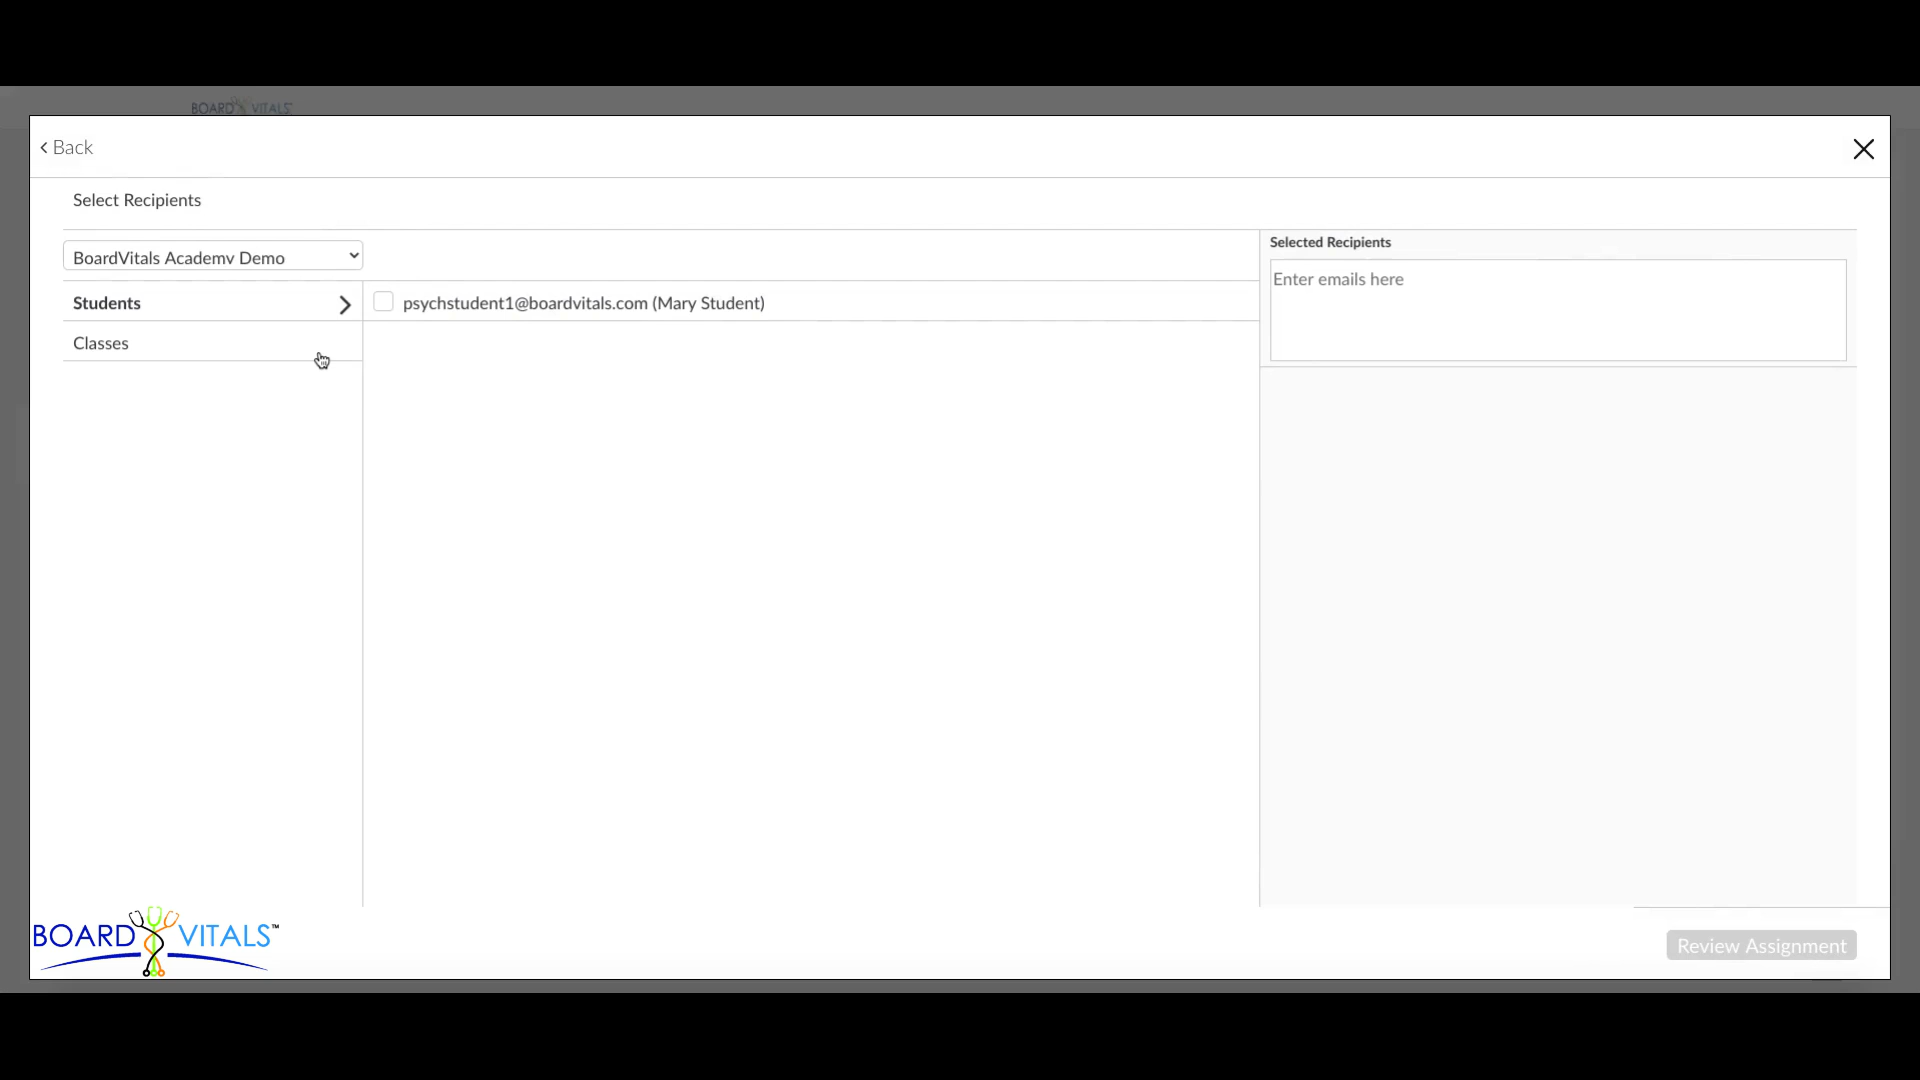 BOARD VITALS
Back
Select Recipients
BoardVitals Academy Demo
Selected Recipients
Enter emails here
Students
psychstudent1@boardvitals.com (Mary Student)
Classes
BOARD VITALS™
Review Assignment